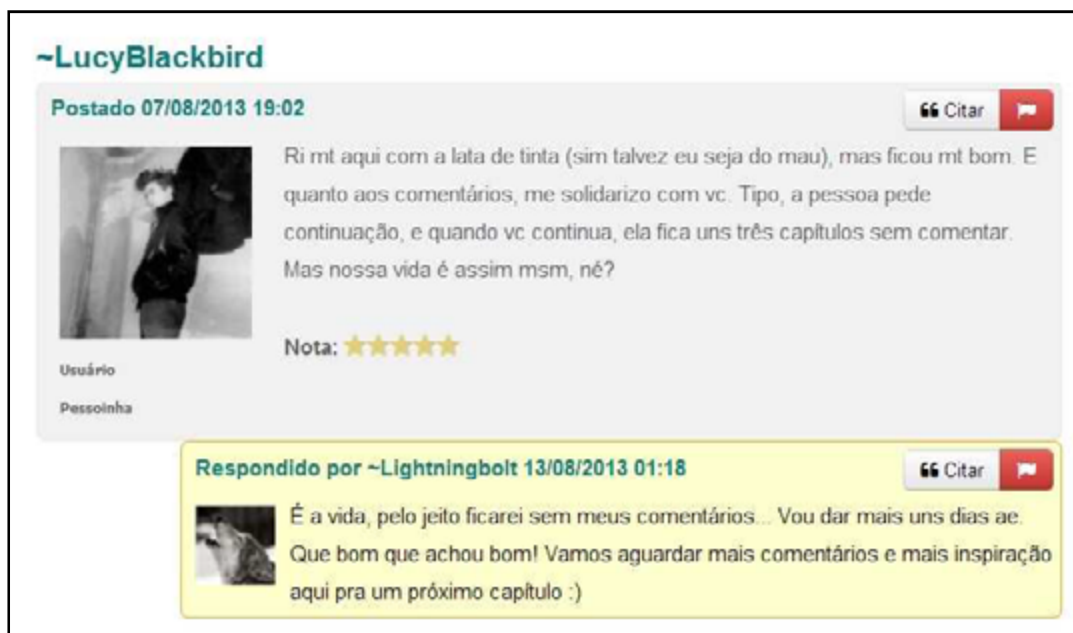 ~LucyBlackbird
Postado 07/08/2013 19:02
Citar
Ri mt aqui com a lata de tinta (sim talvez eu seja do mau), mas ficou mt bom. E
quanto aos comentários, me solidarizo com vc. Tipo, a pessoa pede
continuação, e quando vc continua, ela fica uns três capítulos sem comentar.
Mas nossa vida é assim msm, né?
Nota:
Usuário
Pessoinha
Respondido por ~Lightningbolt 13/08/2013 01:18
Citar
É a vida, pelo jeito ficarei sem meus comentários... Vou dar mais uns dias ae.
Que bom que achou bom! Vamos aguardar mais comentários e mais inspiração
aqui pra um próximo capítulo :)